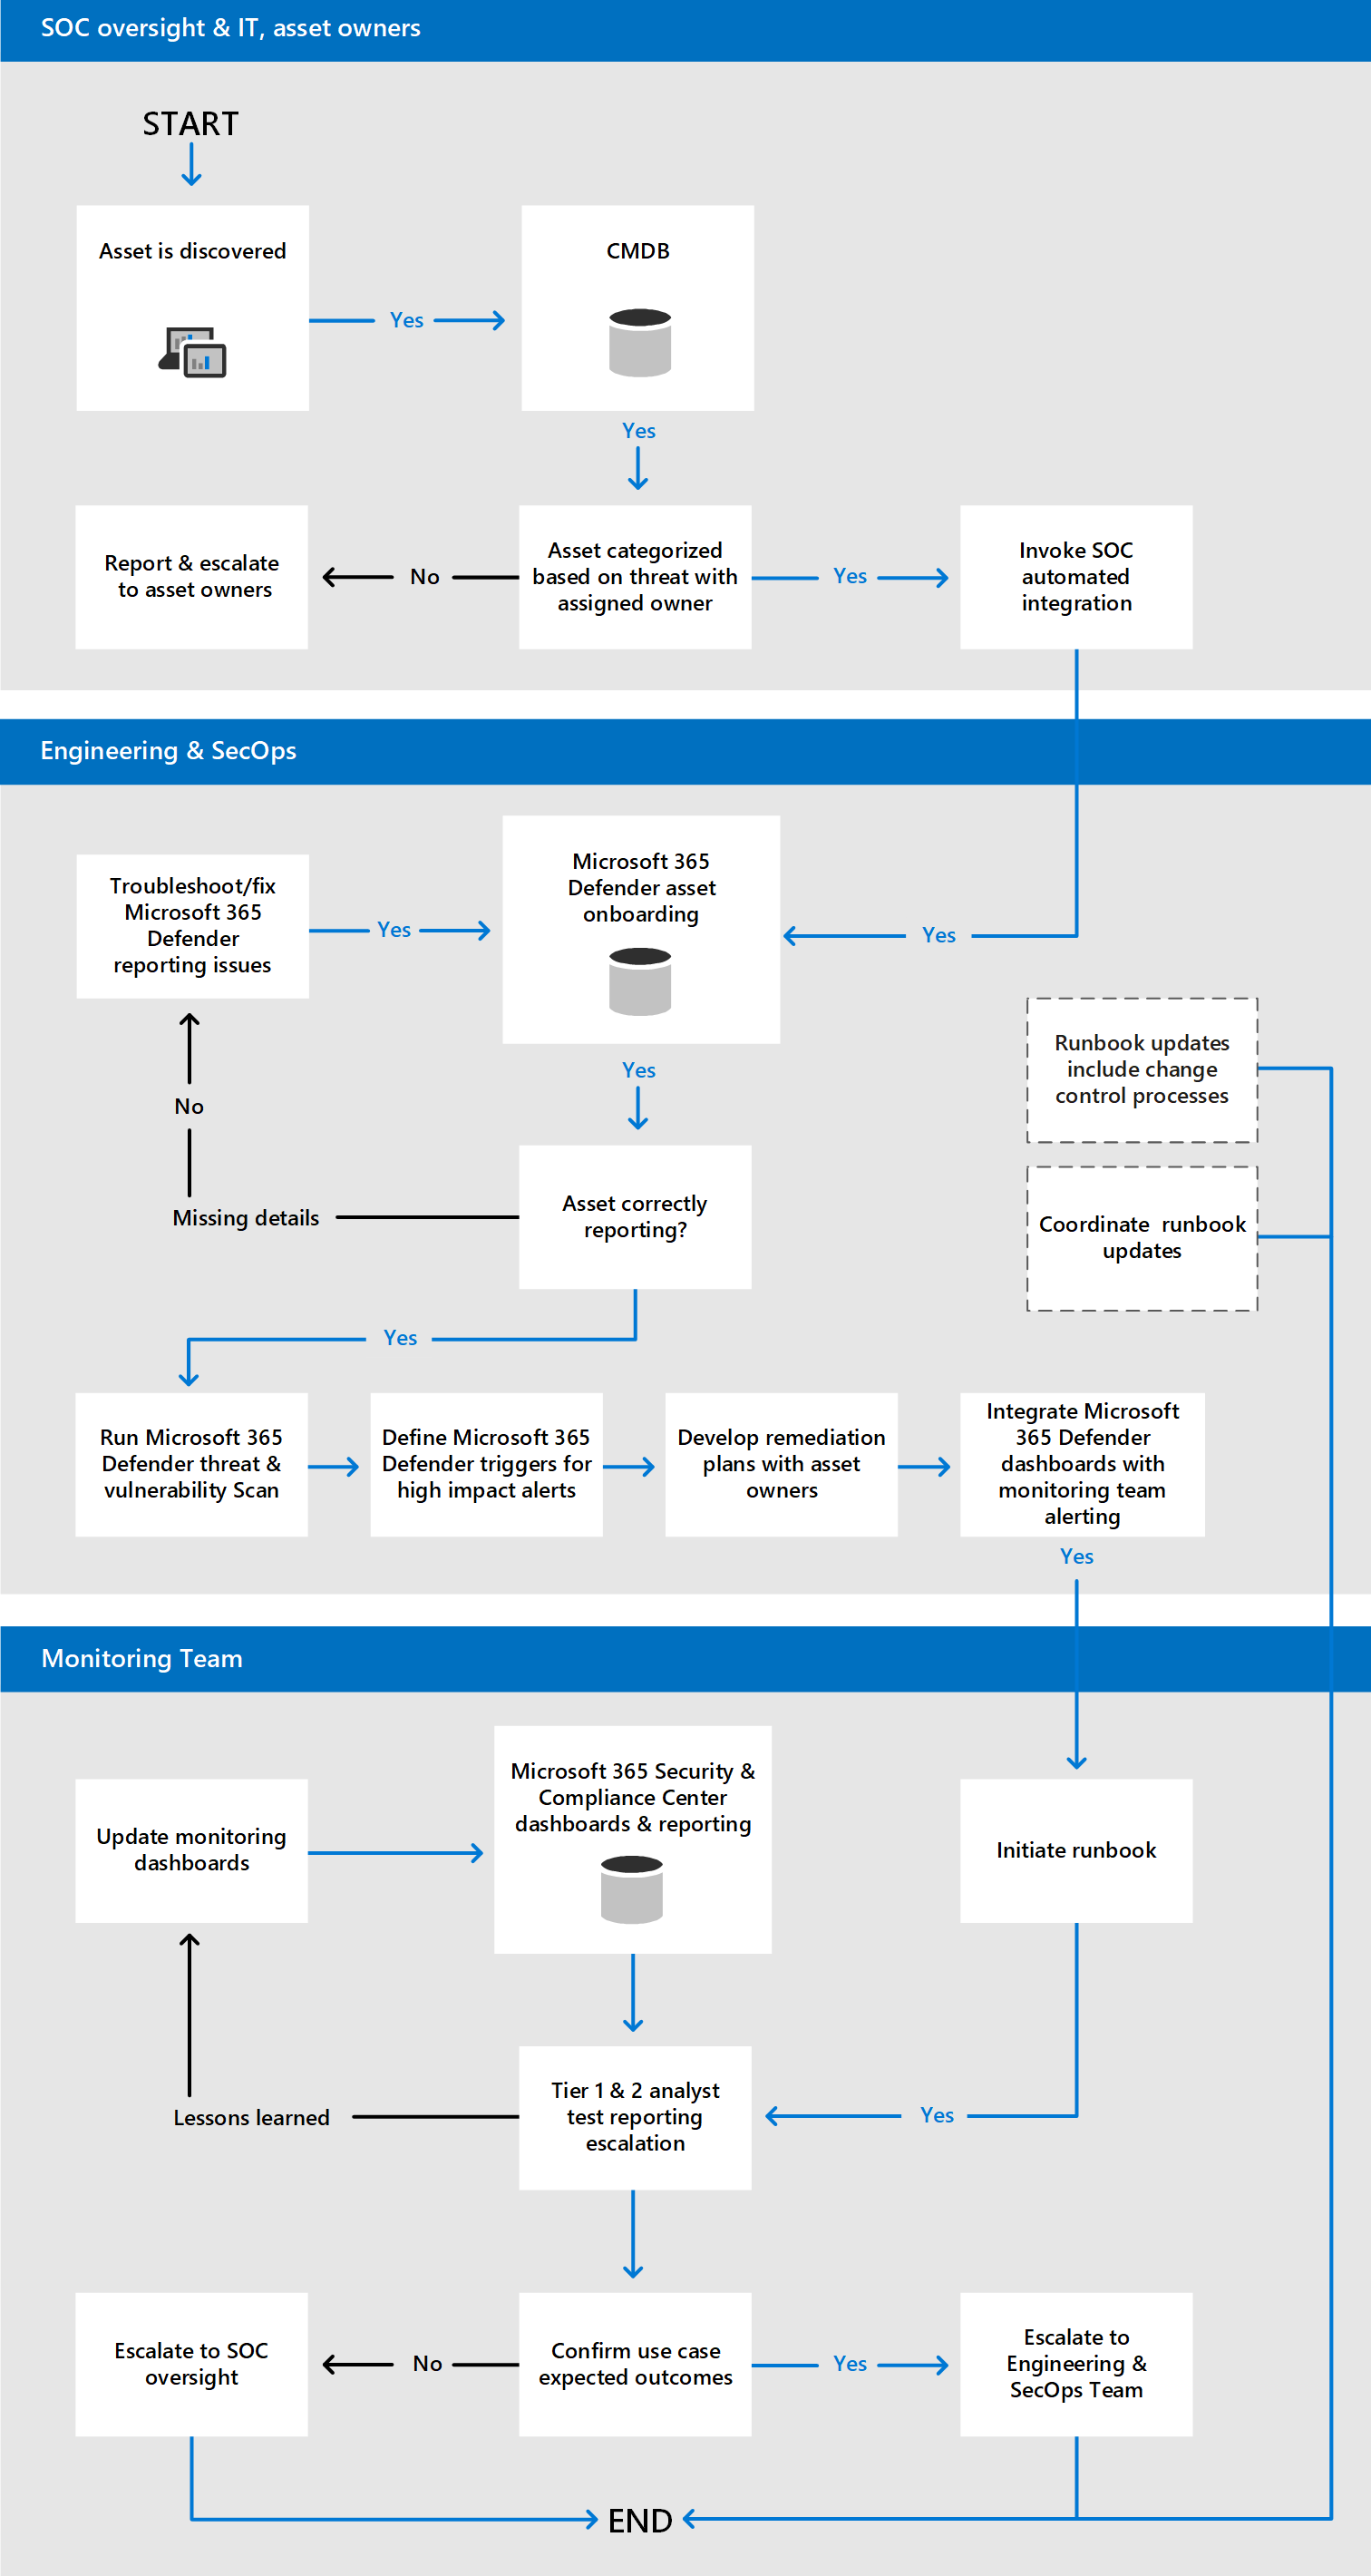 SOC oversight & IT, asset owners
START
Asset is discovered
Yes
CMDB
Yes
Report & escalate
to asset owners
No
Asset categorized
based on threat with
assigned owner
Yes
Invoke SOC
automated
integration
Engineering & SecOps
Troubleshoot/fix
Microsoft 365
Defender
reporting issues
Yes
Microsoft 365
Defender asset
onboarding
Yes
No
Yes
Runbook updates
include change
control processes
Missing details
Asset correctly
reporting?
Coordinate runbook
updates
Yes
Run Microsoft 365
Defender threat &
vulnerability Scan
Define Microsoft 365
Defender triggers for
high impact alerts
Develop remediation
plans with asset
owners
Integrate Microsoft
365 Defender
dashboards with
monitoring team
alerting
Yes
Monitoring Team
Update monitoring
dashboards
Microsoft 365 Security &
Compliance Center
dashboards & reporting
Initiate runbook
Lessons learned
Tier 1 & 2 analyst
test reporting
escalation
Yes
Escalate to SOC
oversight
No
Confirm use case
expected outcomes
Yes
Escalate to
Engineering &
SecOps Team
END